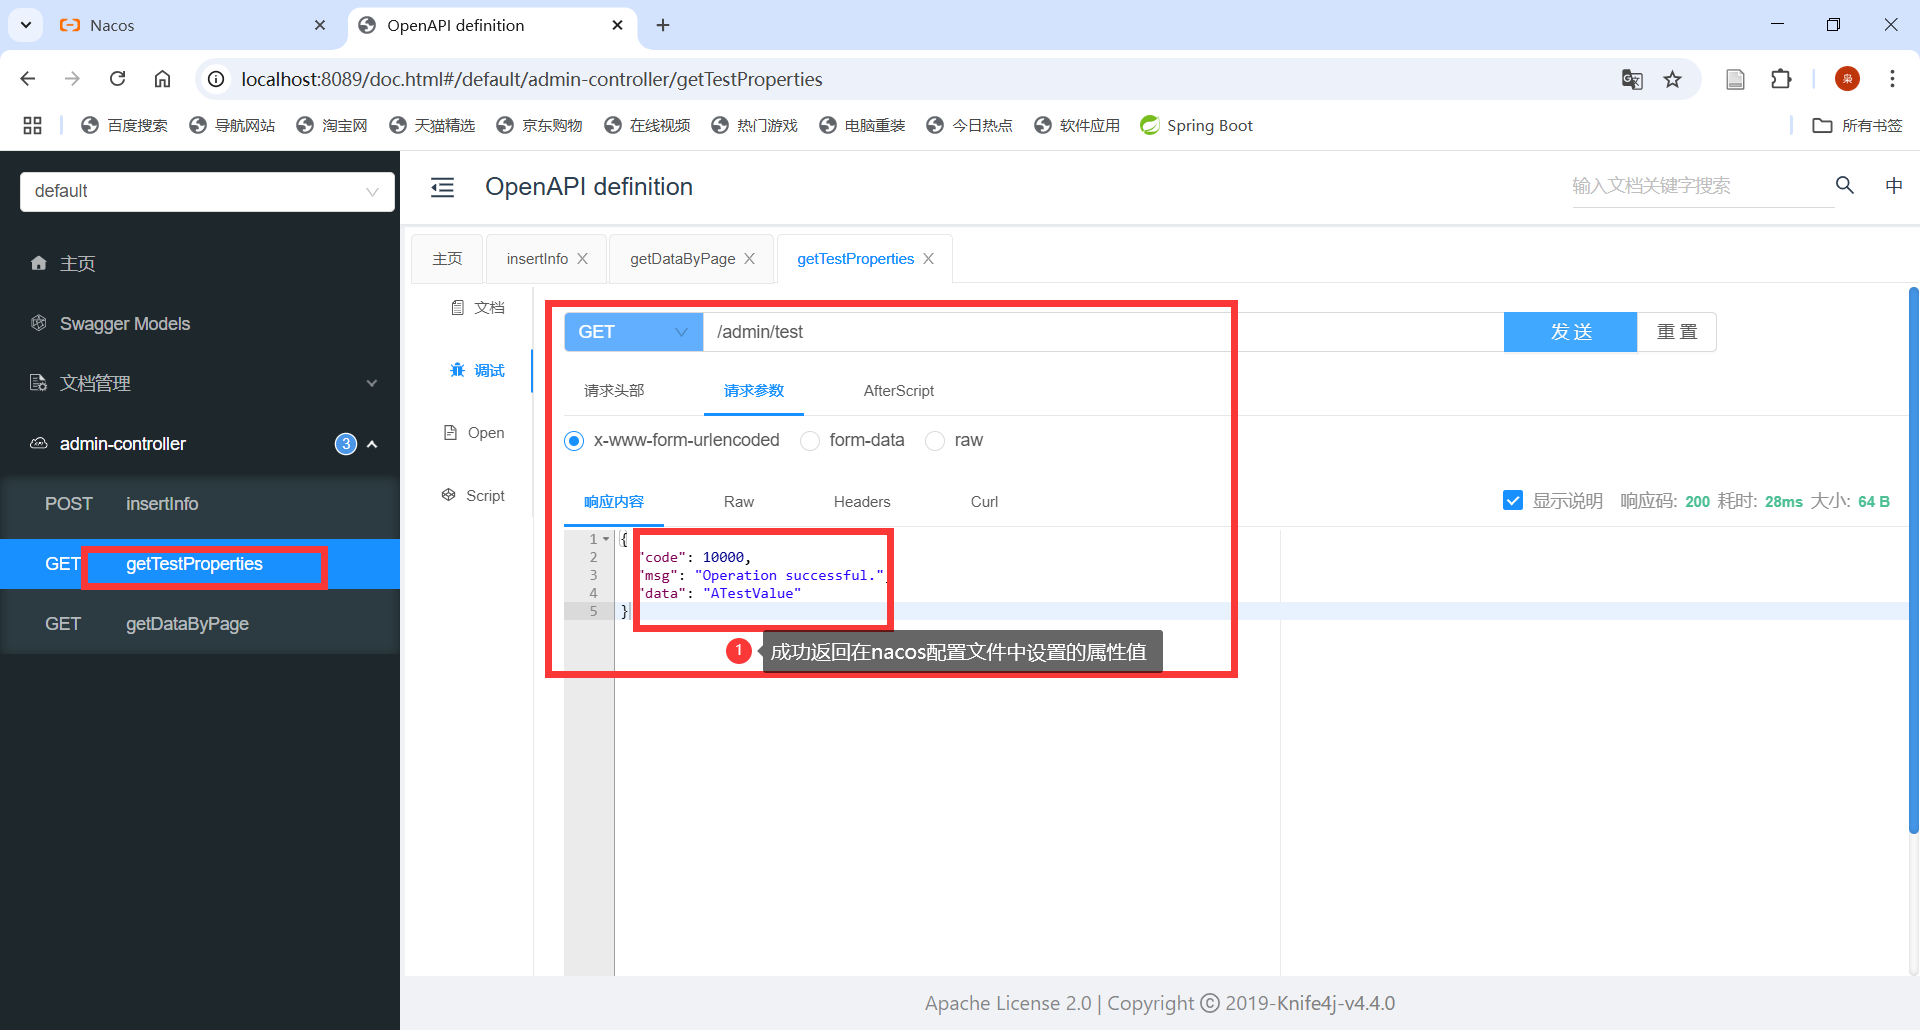 Nacos
OpenAPI definition
localhost:8089/doc.html#/default/admin-controller/getTestProperties
百度搜索
导航网站
淘宝网
天猫精选
京东购物
在线视频
热门游戏
电脑重装
今日热点
软件应用
Spring Boot
所有书签
default
主页
Swagger Models
文档管理
admin-controller
3
POST insertInfo
GET getTestProperties
GET getDataByPage
OpenAPI definition
输入文档关键字搜索
中
主页
insertInfo
getDataByPage
getTestProperties
文档
调试
Open
Script
GET
/admin/test
发 送
重 置
请求头部
请求参数
AfterScript
x-www-form-urlencoded
form-data
raw
响应内容
Raw
Headers
Curl
显示说明
响应码: 200 耗时: 28ms 大小: 64 B
1 {
2 "code": 10000,
3 "msg": "Operation successful.",
4 "data": "ATestValue"
5 }
1
成功返回在nacos配置文件中设置的属性值
Apache License 2.0 | Copyright © 2019-Knife4j-v4.4.0